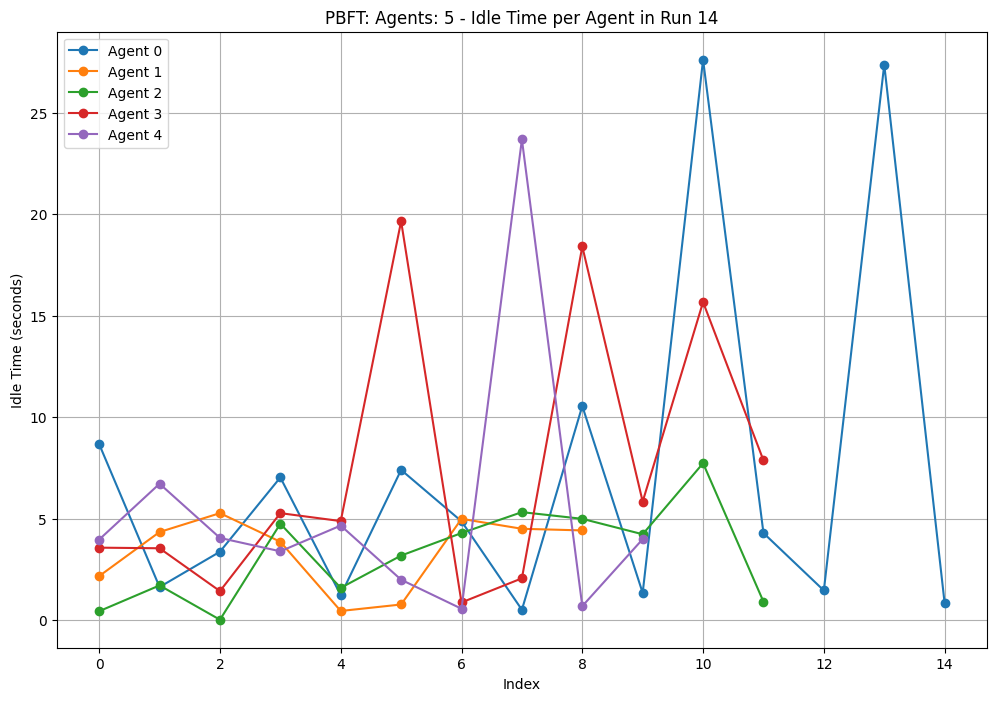 PBFT: Agents: 5 - Idle Time per Agent in Run 14
Agent 0
Agent 1
Agent 2
Agent 3
Agent 4
25
20
15
10
5
0
Idle Time (seconds)
0 2 4 6 8 10 12 14
Index